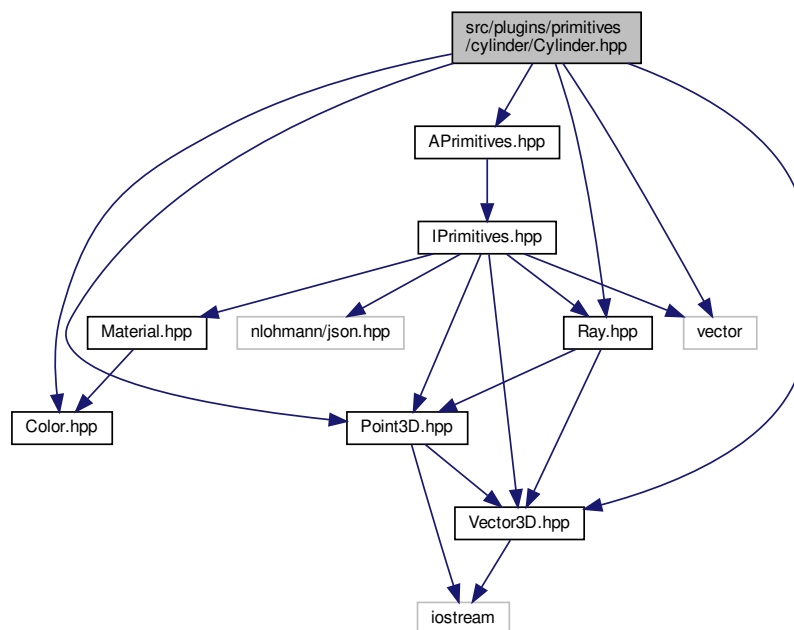 src/plugins/primitives
/cylinder/Cylinder.hpp
APrimitives.hpp
IPrimitives.hpp
Material.hpp
nlohmann/json.hpp
Ray.hpp
vector
Color.hpp
Point3D.hpp
Vector3D.hpp
iostream